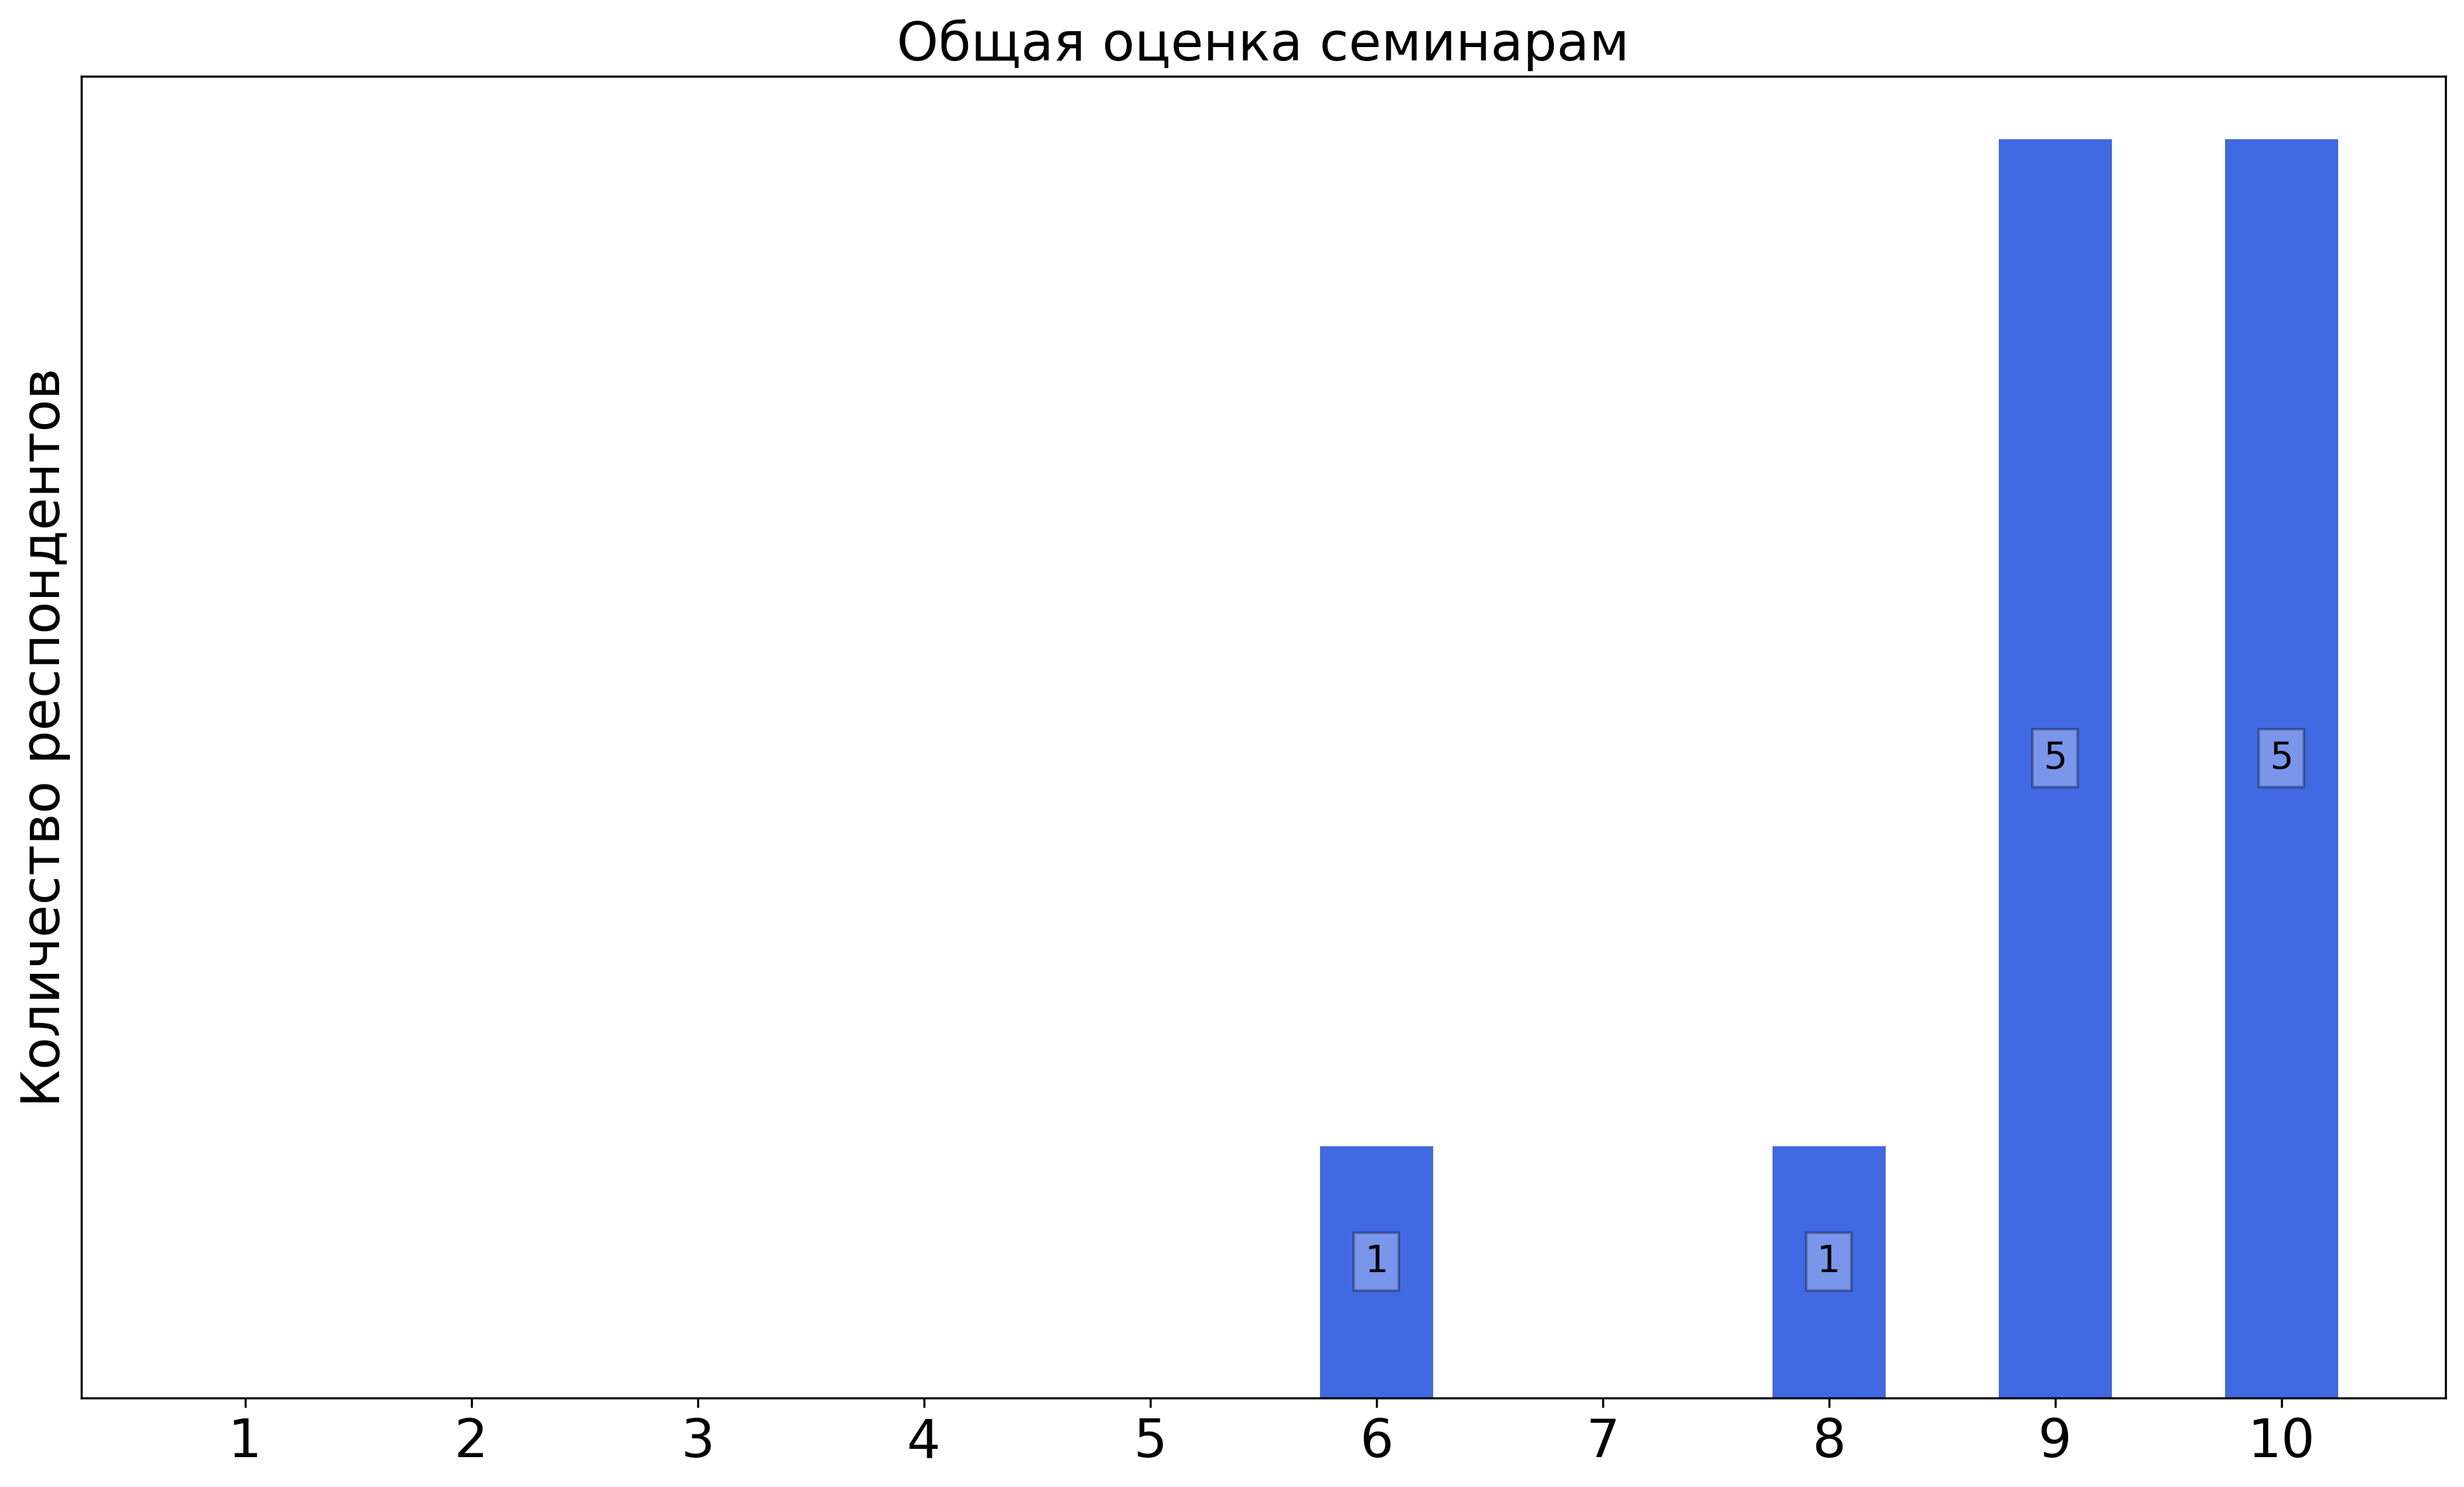 Общая оценка семинарам
Количество респондентов
5 5
1 1
1 2 3 4 5 6 7 8 9 10